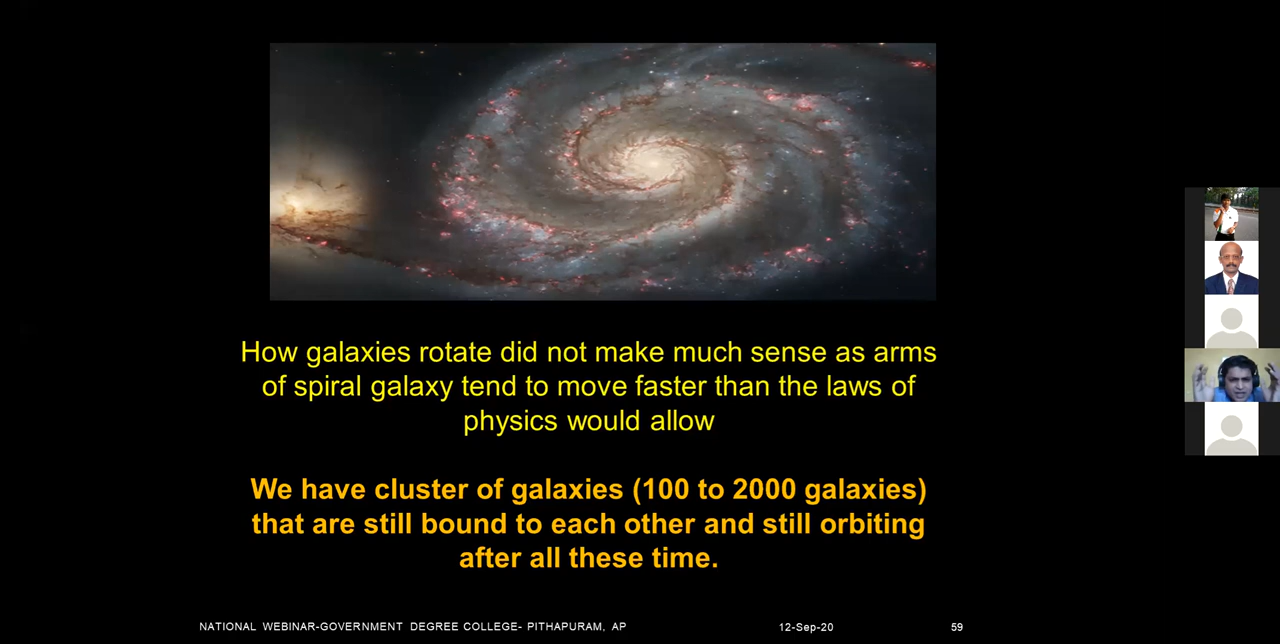 How galaxies rotate did not make much sense as arms
of spiral galaxy tend to move faster than the laws of
physics would allow
We have cluster of galaxies (100 to 2000 galaxies)
that are still bound to each other and still orbiting
after all these time.
NATIONAL WEBINAR-GOVERNMENT DEGREE COLLEGE- PITHAPURAM, AP 12-Sep-20 59